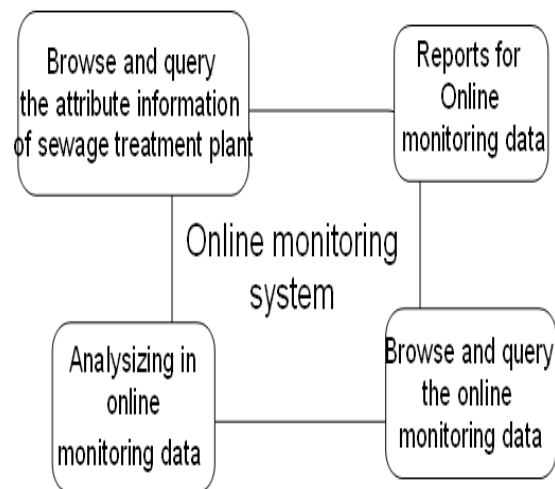 Browse and query
the attribute information
of sewage treatment plant
Reports for
Online
monitoring data
Online monitoring
system
Analysizing in
online
monitoring data
Browse and query
the online
monitoring data